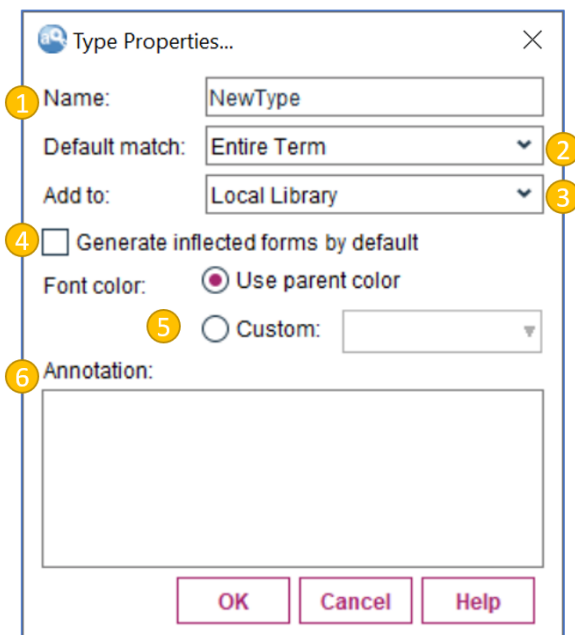 Type Properties...
1 Name: NewType
Default match: Entire Term 2
Add to: Local Library 3
4 Generate inflected forms by default
Font color: Use parent color
5 Custom:
6 Annotation:
OK Cancel Help